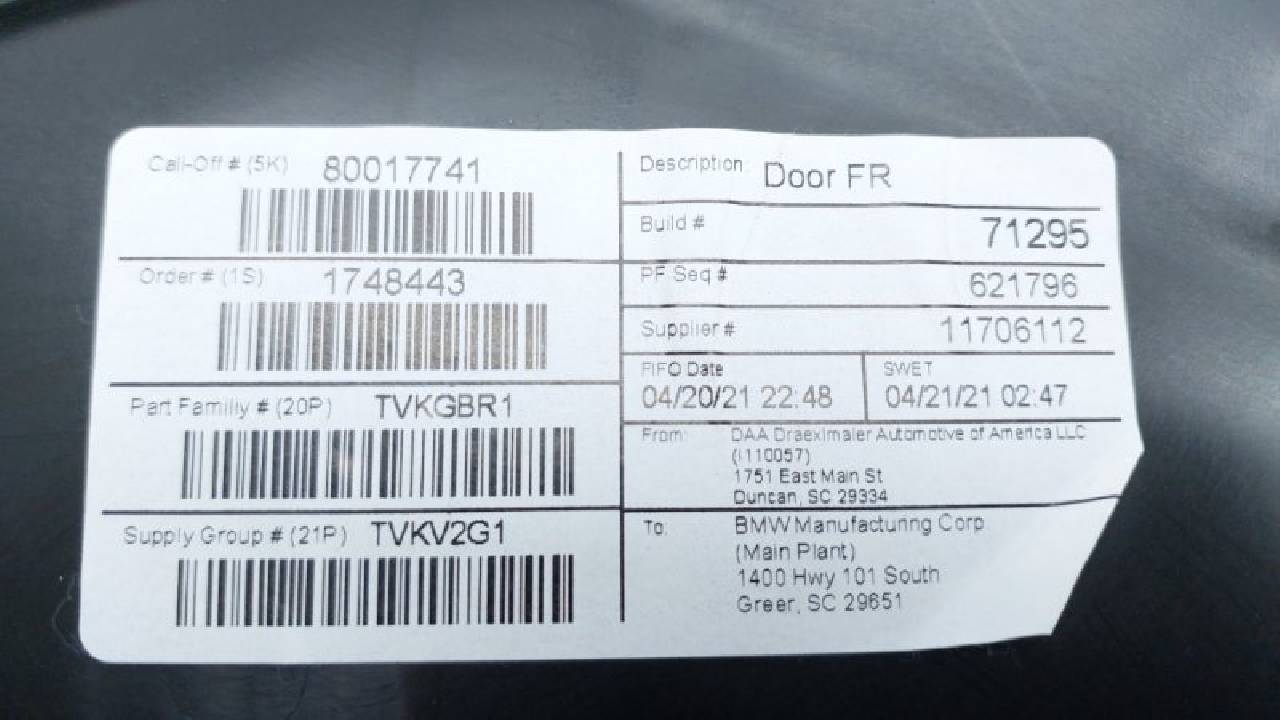 Call-Off # (5K) 80017741
Order # (1S) 1748443
Part Family # (20P) TVKGBR1
Supply Group # (21P) TVKV2G1
Description Door FR
Build # 71295
PF Seq # 621796
Supplier # 11706112
FIFO Date
04/20/21 22:48
SWET
04/21/21 02:47
From: DAA Draexlmaier Automotive of America LLC
(i110057)
1751 East Main St
Duncan, SC 29334
To: BMW Manufacturing Corp
(Main Plant)
1400 Hwy 101 South
Greer, SC 29651